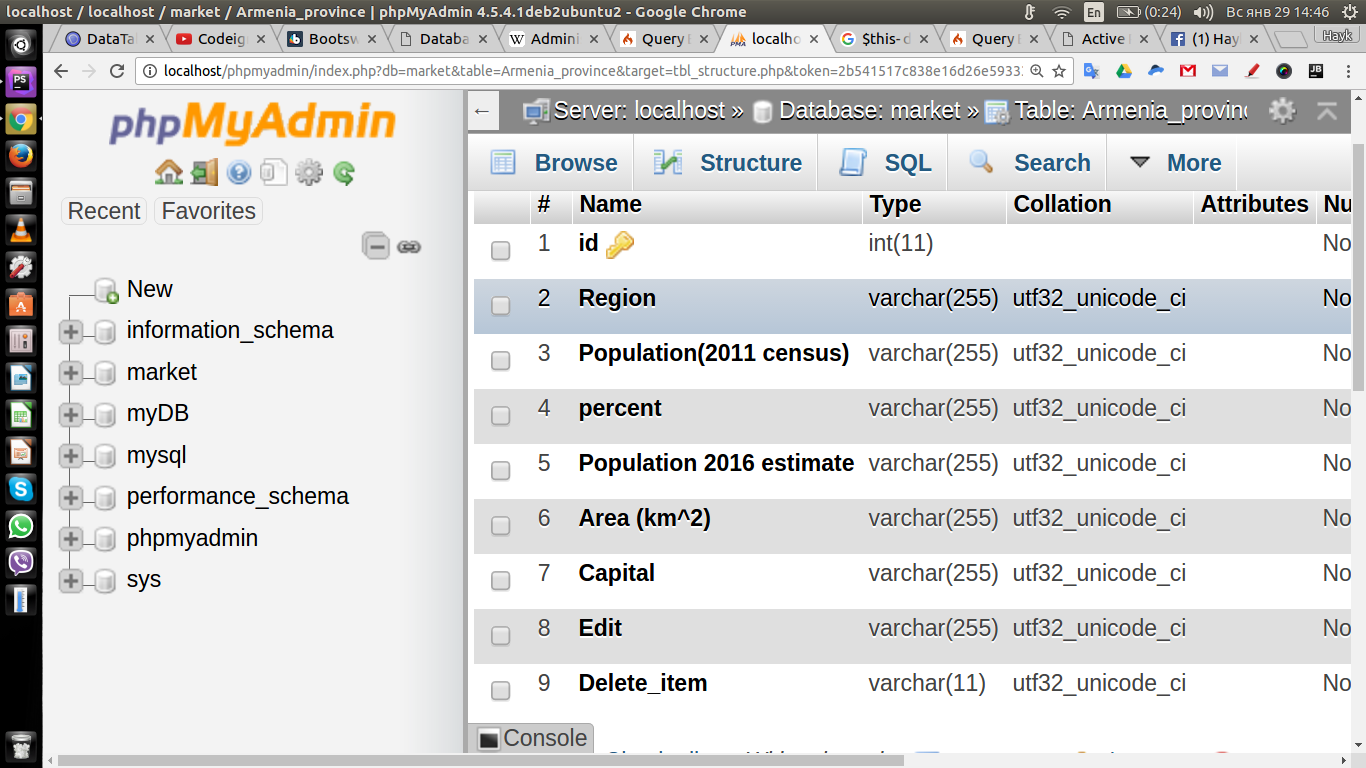 localhost / localhost / market / Armenia_province | phpMyAdmin 4.5.4.1deb2ubuntu2 - Google Chrome
En (0:24) Вс янв 29 14:46
DataTa Codeig Bootsw Databa Admini Query localho $this- Query Active (1) Hay Hayk
localhost/phpmyadmin/index.php?db=market&table=Armenia_province&target=tbl_structure.php&token=2b541517c838e16d26e5933
phpMyAdmin
Recent Favorites
New
information_schema
market
myDB
mysql
performance_schema
phpmyadmin
sys
← Server: localhost » Database: market » Table: Armenia_provinc
Browse Structure SQL Search More
# Name Type Collation Attributes Nu
1 id int(11) No
2 Region varchar(255) utf32_unicode_ci No
3 Population(2011 census) varchar(255) utf32_unicode_ci No
4 percent varchar(255) utf32_unicode_ci No
5 Population 2016 estimate varchar(255) utf32_unicode_ci No
6 Area (km^2) varchar(255) utf32_unicode_ci No
7 Capital varchar(255) utf32_unicode_ci No
8 Edit varchar(255) utf32_unicode_ci No
9 Delete_item varchar(11) utf32_unicode_ci No
Console